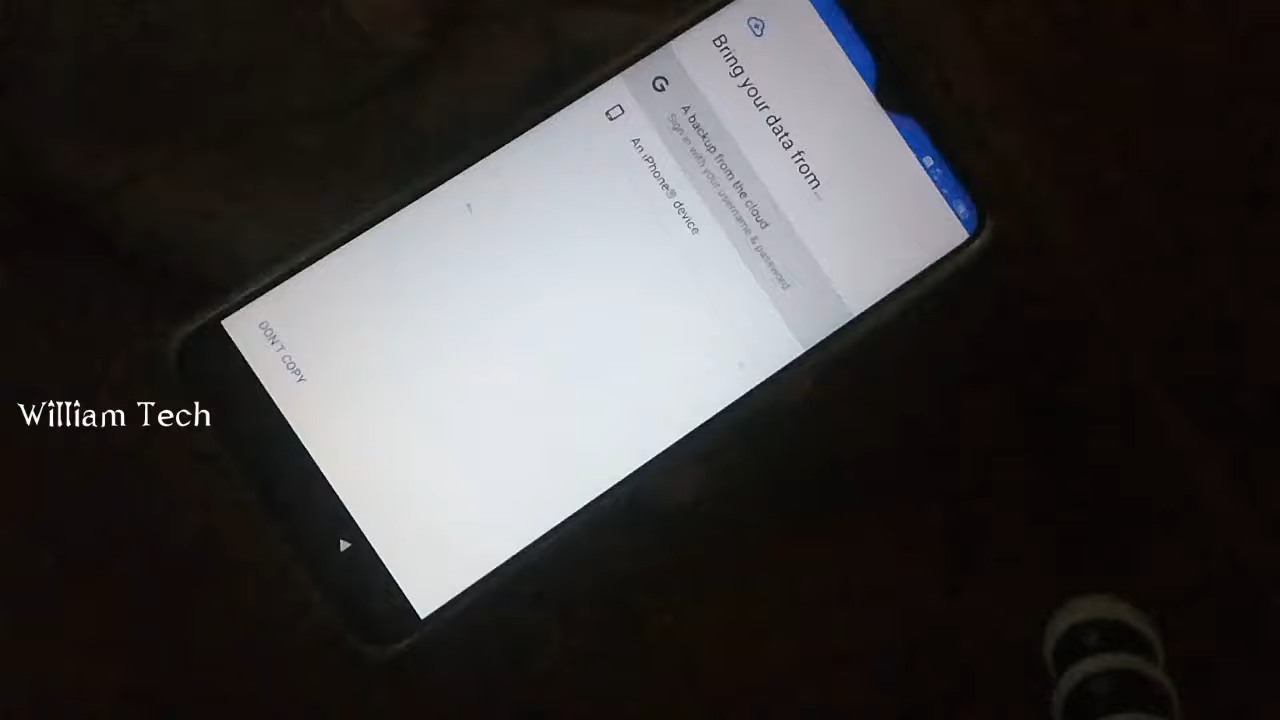 Bring your data from...
A backup from the cloud
Sign in with your username & password
An iPhone® device
DON'T COPY
William Tech